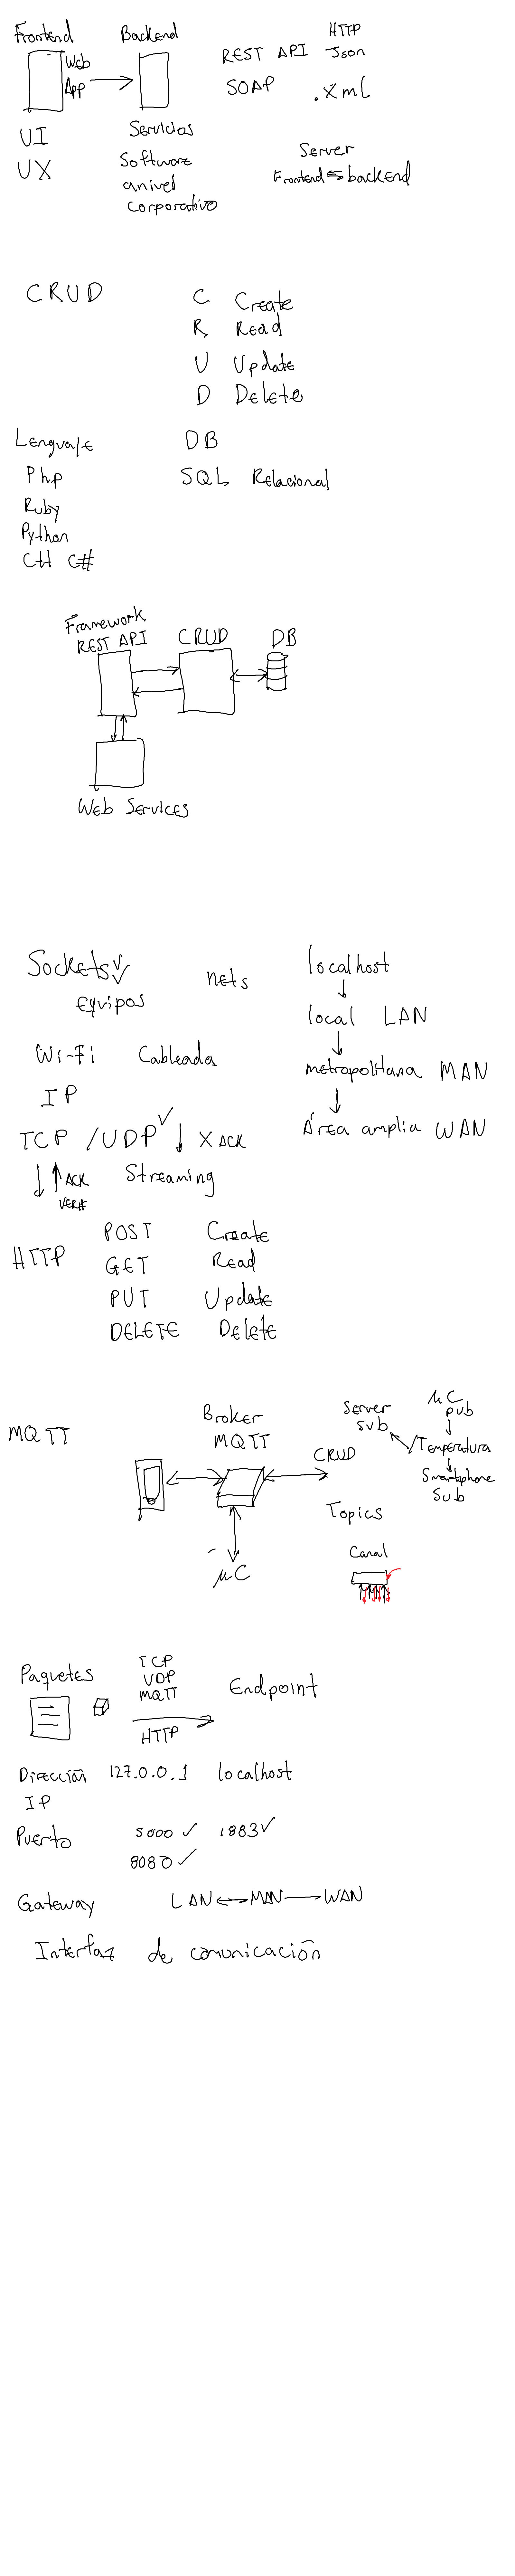 Frontend Backend
Web
App
REST API HTTP Json
SOAP .xml
UI Servicios
UX Software
a nivel
corporativo
Server
Frontend ⇆ backend
CRUD
C Create
R Read
U Update
D Delete
Lenguaje DB
Php SQL Relacional
Ruby
Python
C++ C#
Framework
REST API CRUD DB
Web Services
Sockets nets
Equipos
localhost
↓
local LAN
↓
metropolitana MAN
↓
Área amplia WAN
Wi-Fi Cableada
IP
TCP / UDP ✓ ↓ X ACK
↓ ↑ ACK Streaming
VERIF
HTTP
POST Create
GET Read
PUT Update
DELETE Delete
MQTT
Broker
MQTT
CRUD
μC
Server
sub
μC
pub
/Temperatura
Smartphone
Sub
Topics
Canal
Paquetes
TCP
UDP
MQTT
HTTP
Endpoint
Dirección 127.0.0.1 localhost
IP
Puerto 5000 ✓ 1883 ✓
8080 ✓
Gateway LAN ↔ MAN → WAN
Interfaz de comunicación